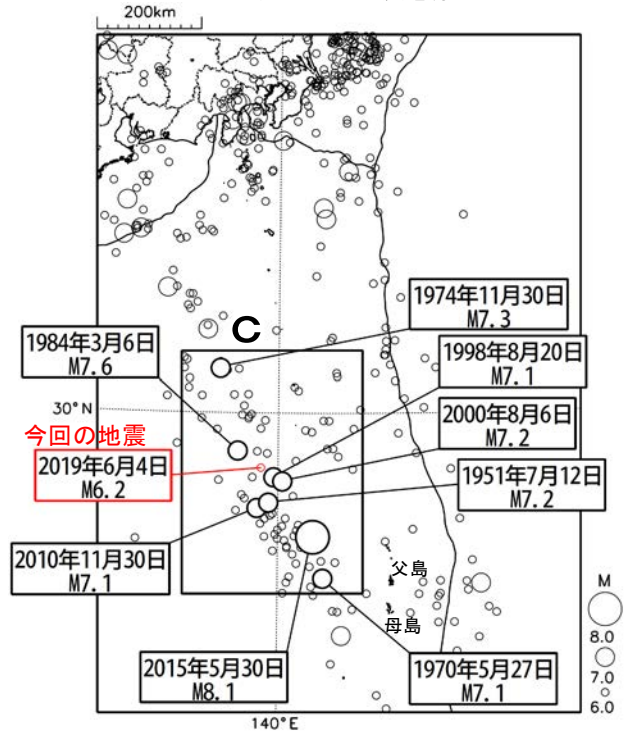 200km
1974年11月30日
M7.3
C
1984年3月6日
M7.6
1998年8月20日
M7.1
30°N
2000年8月6日
M7.2
今回の地震
2019年6月4日
M6.2
1951年7月12日
M7.2
2010年11月30日
M7.1
父島
母島
M
8.0
7.0
6.0
2015年5月30日
M8.1
1970年5月27日
M7.1
140°E